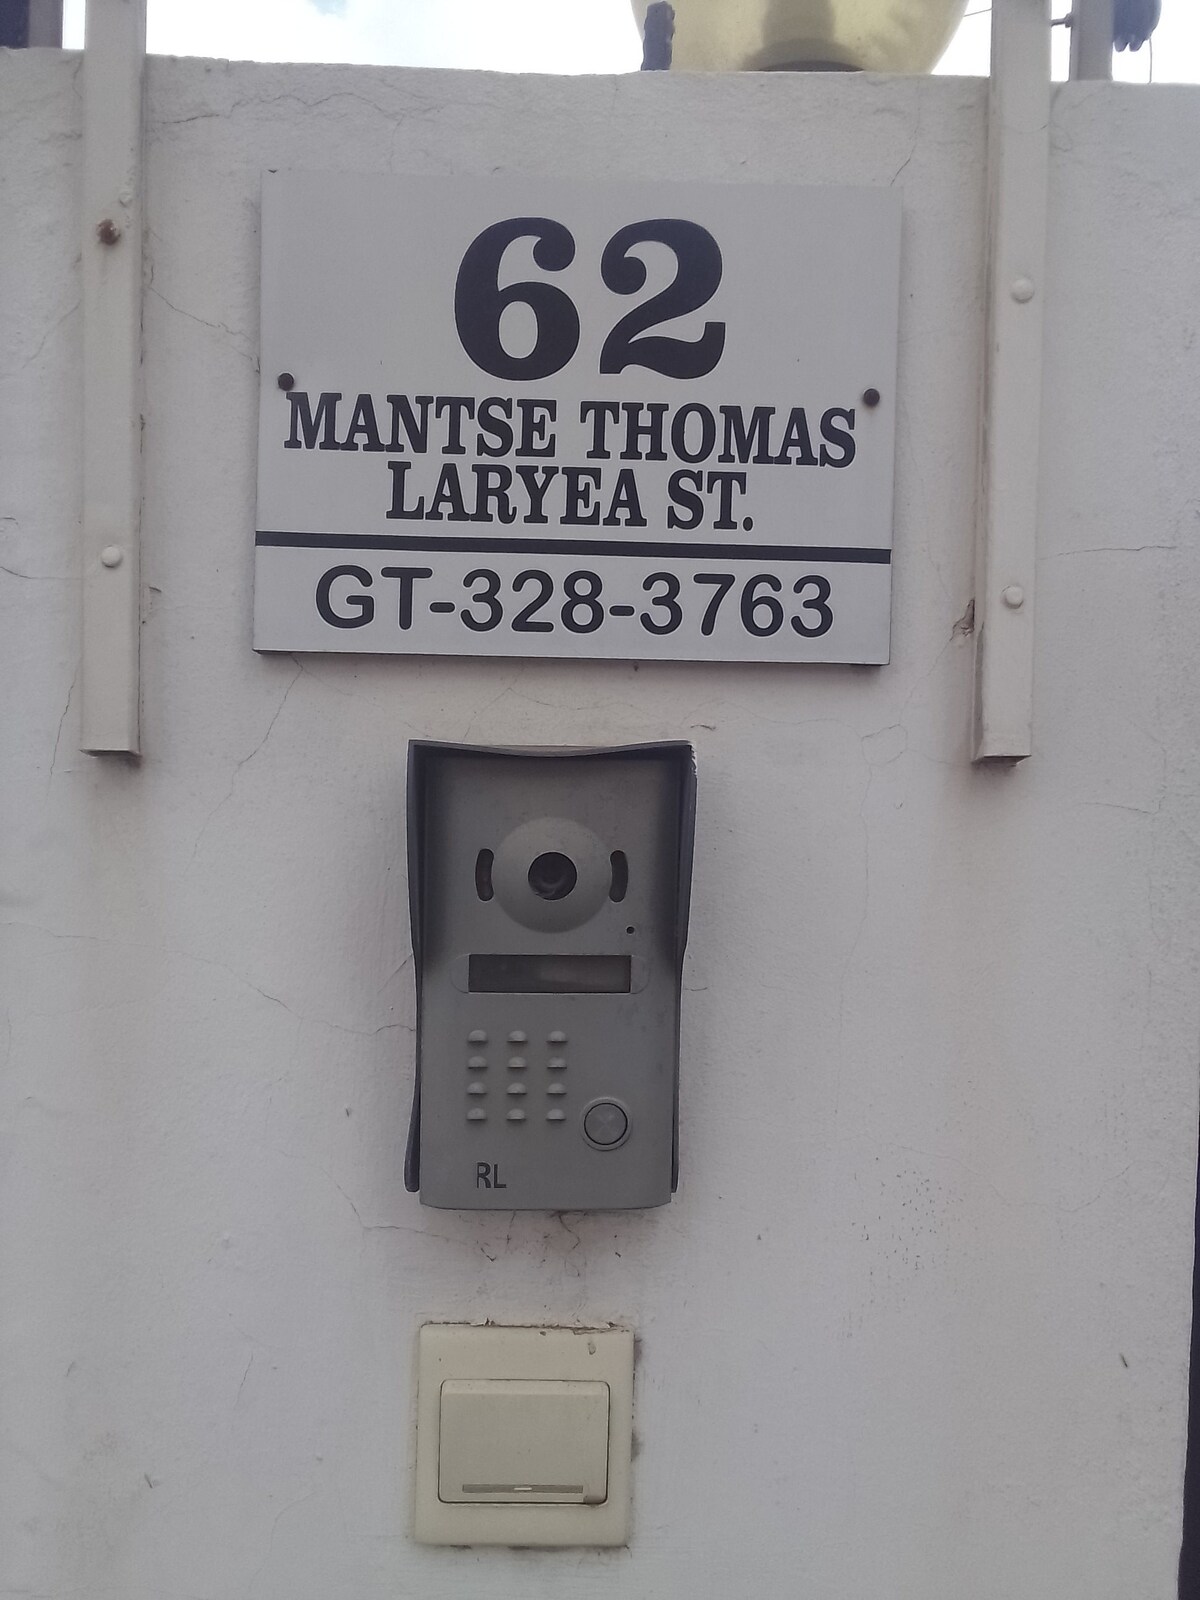 62
MANTSE THOMAS
LARYEA ST.
GT-328-3763
RL